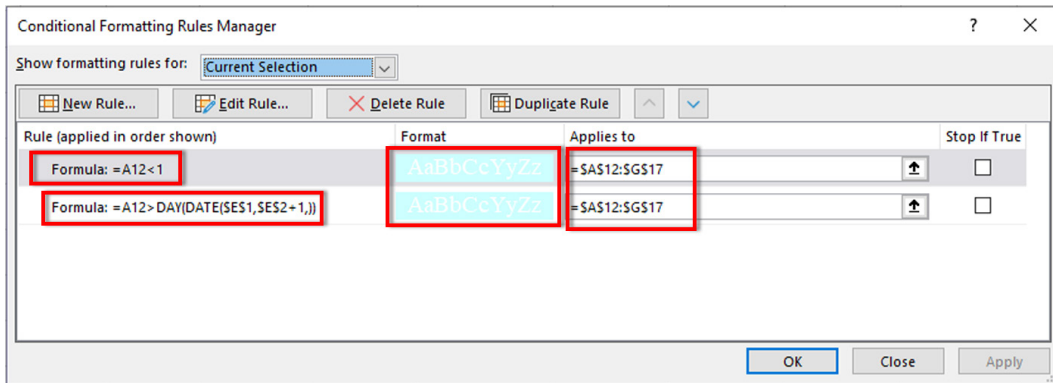 Conditional Formatting Rules Manager ?
Show formatting rules for: Current Selection
New Rule... Edit Rule... Delete Rule Duplicate Rule
Rule (applied in order shown) Format Applies to Stop If True
Formula: =A12<1 AaBbCcYyZz =$A$12:$G$17
Formula: =A12>DAY(DATE($E$1,$E$2+1,)) AaBbCcYyZz =$A$12:$G$17
OK Close Apply